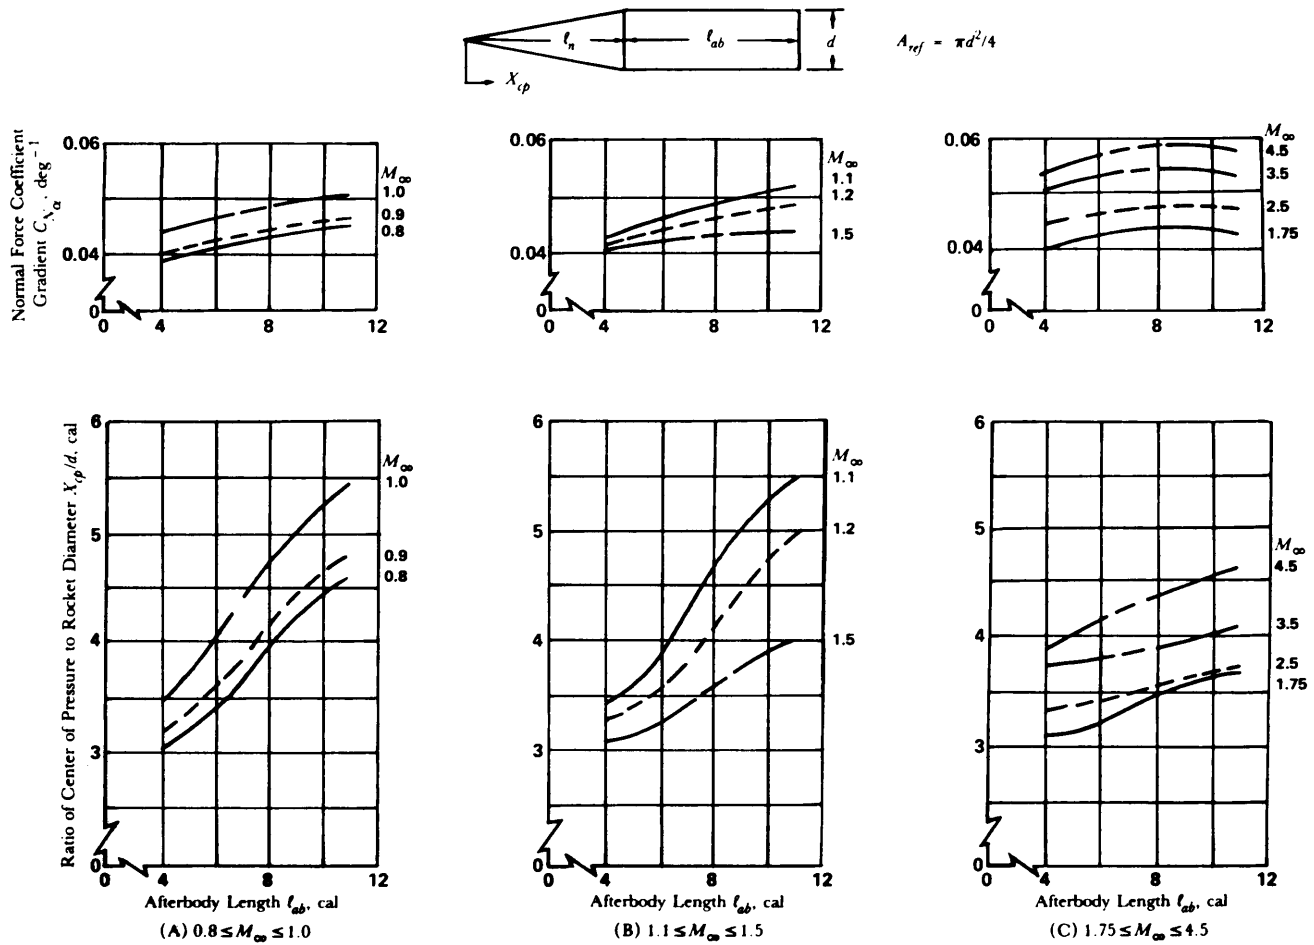 ℓn ℓab d A_ref = πd²/4
X_cp
Normal Force Coefficient
Gradient C_Nα, deg⁻¹
0.06
0.04
0
0 4 8 12
M∞
1.0
0.9
0.8
0.06
0.04
0
0 4 8 12
M∞
1.1
1.2
1.5
0.06
0.04
0
0 4 8 12
M∞
4.5
3.5
2.5
1.75
Ratio of Center of Pressure to Rocket Diameter X_cp/d, cal
6
5
4
3
0
0 4 8 12
M∞
1.0
0.9
0.8
Afterbody Length ℓab, cal
(A) 0.8 ≤ M∞ ≤ 1.0
6
5
4
3
0
0 4 8 12
M∞
1.1
1.2
1.5
Afterbody Length ℓab, cal
(B) 1.1 ≤ M∞ ≤ 1.5
6
5
4
3
0
0 4 8 12
M∞
4.5
3.5
2.5
1.75
Afterbody Length ℓab, cal
(C) 1.75 ≤ M∞ ≤ 4.5